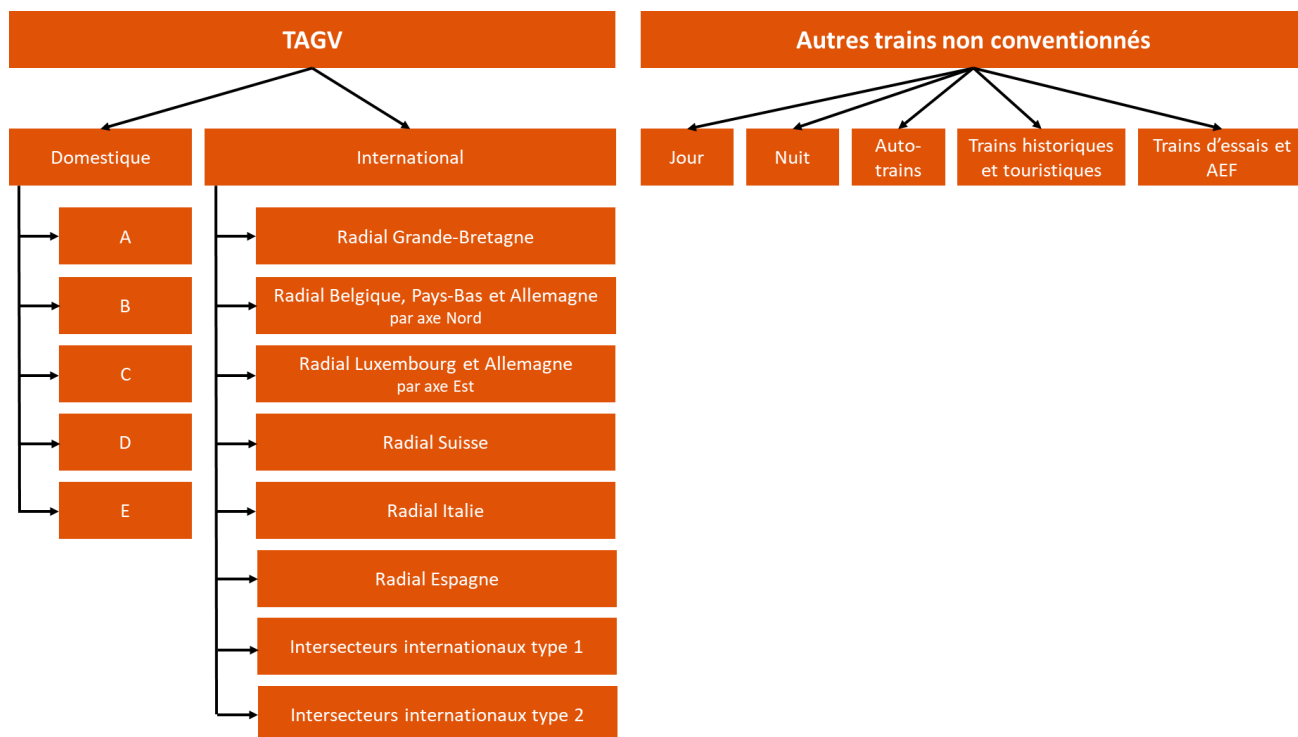 TAGV
Domestique
A
B
C
D
E
International
Radial Grande-Bretagne
Radial Belgique, Pays-Bas et Allemagne
par axe Nord
Radial Luxembourg et Allemagne
par axe Est
Radial Suisse
Radial Italie
Radial Espagne
Intersecteurs internationaux type 1
Intersecteurs internationaux type 2
Autres trains non conventionnés
Jour
Nuit
Auto-
trains
Trains historiques
et touristiques
Trains d'essais et
AEF